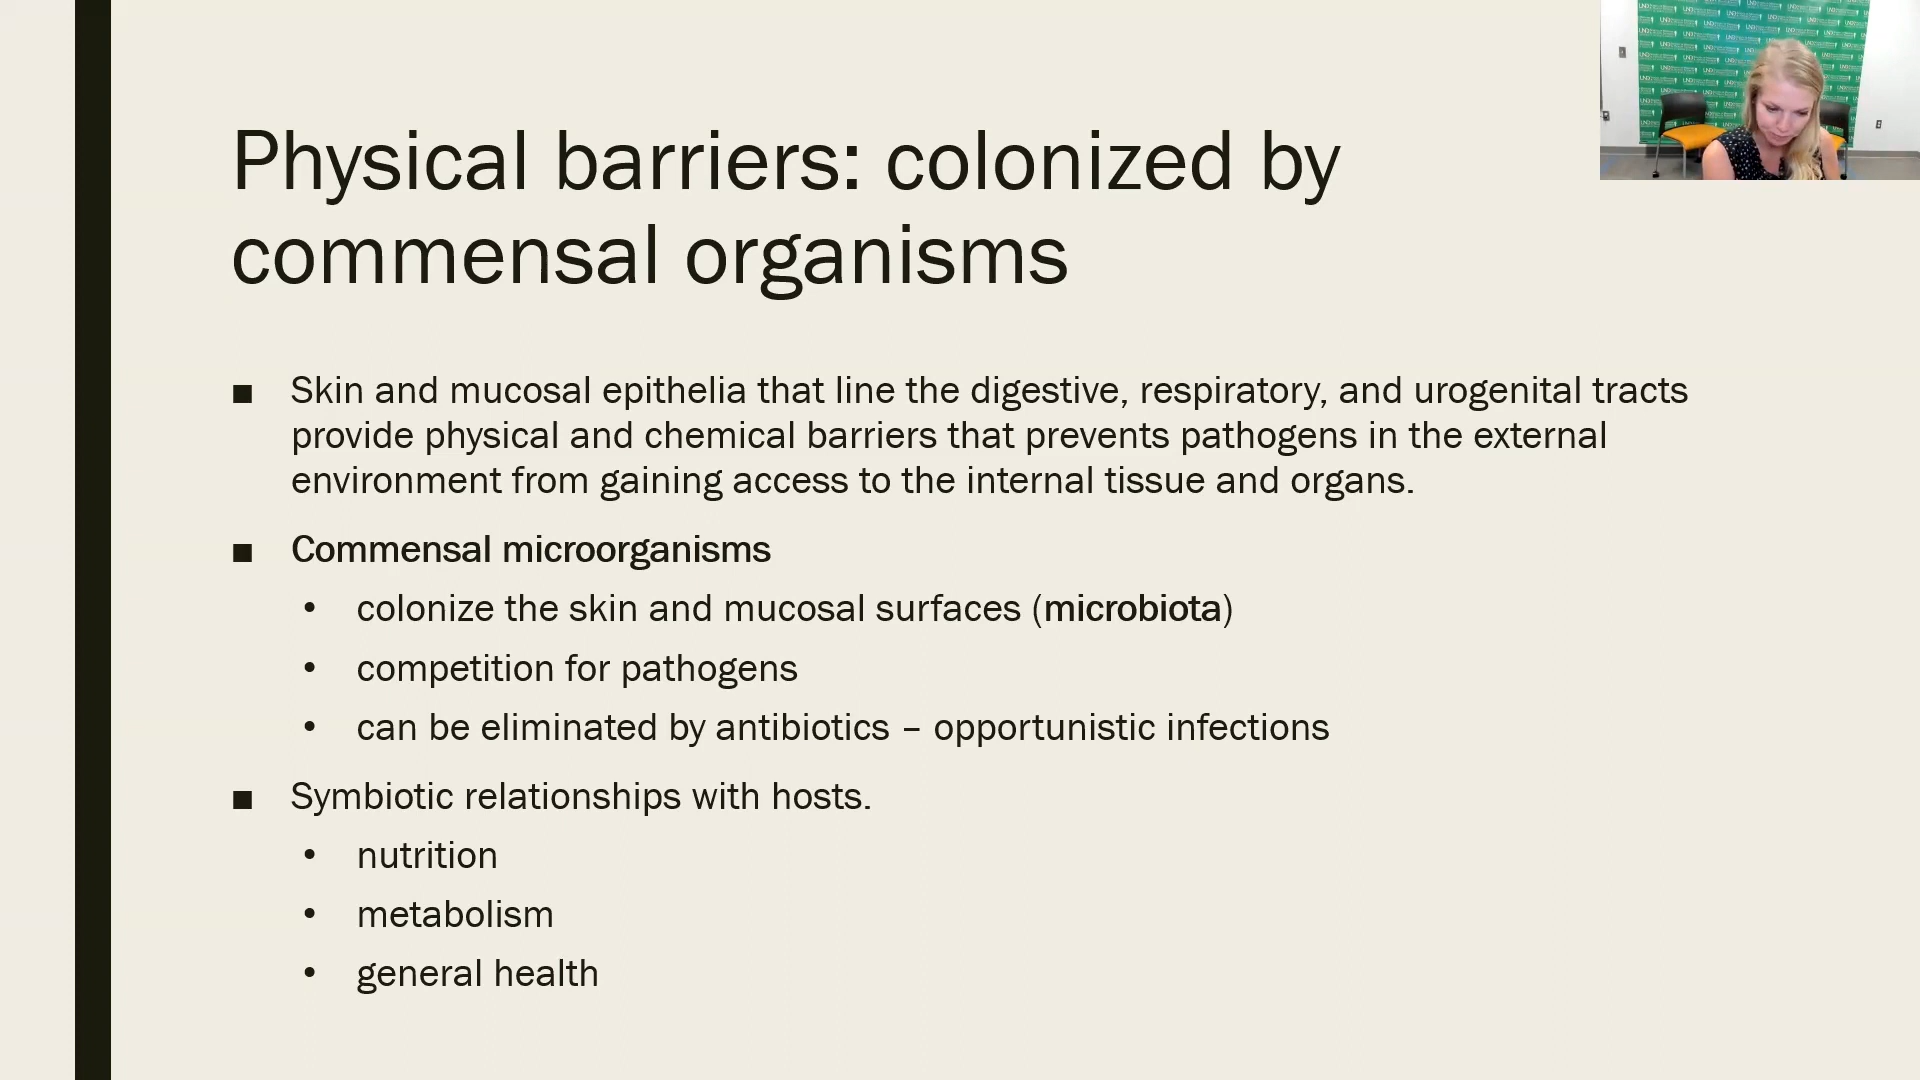 Physical barriers: colonized by
commensal organisms
■ Skin and mucosal epithelia that line the digestive, respiratory, and urogenital tracts
provide physical and chemical barriers that prevents pathogens in the external
environment from gaining access to the internal tissue and organs.
■ Commensal microorganisms
• colonize the skin and mucosal surfaces (microbiota)
• competition for pathogens
• can be eliminated by antibiotics – opportunistic infections
■ Symbiotic relationships with hosts.
• nutrition
• metabolism
• general health